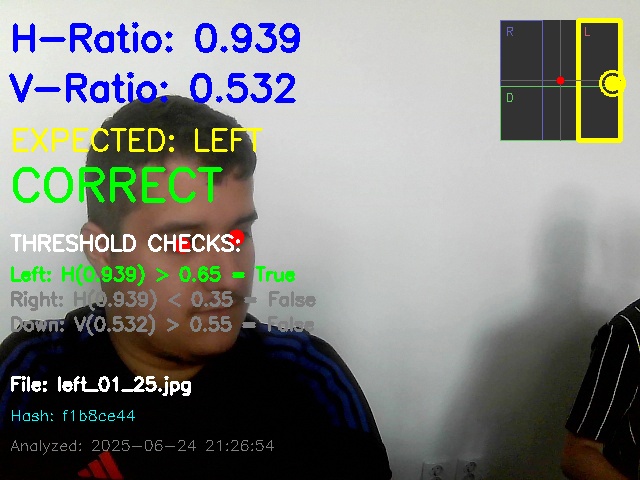 H-Ratio: 0.939
V-Ratio: 0.532
EXPECTED: LEFT
CORRECT
THRESHOLD CHECKS:
Left: H(0.939) > 0.65 = True
Right: H(0.939) < 0.35 = False
Down: V(0.532) > 0.55 = False
File: left_01_25.jpg
Hash: f1b8ce44
Analyzed: 2025-06-24 21:26:54
R L
D